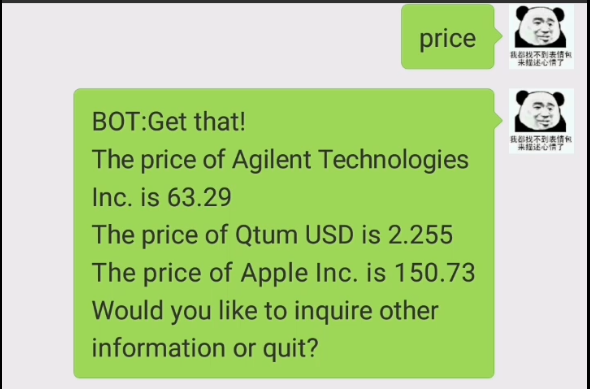 price
我都找不到表情包
来描述心情了
BOT:Get that!
我都找不到表情包
来描述心情了
The price of Agilent Technologies
Inc. is 63.29
The price of Qtum USD is 2.255
The price of Apple Inc. is 150.73
Would you like to inquire other
information or quit?